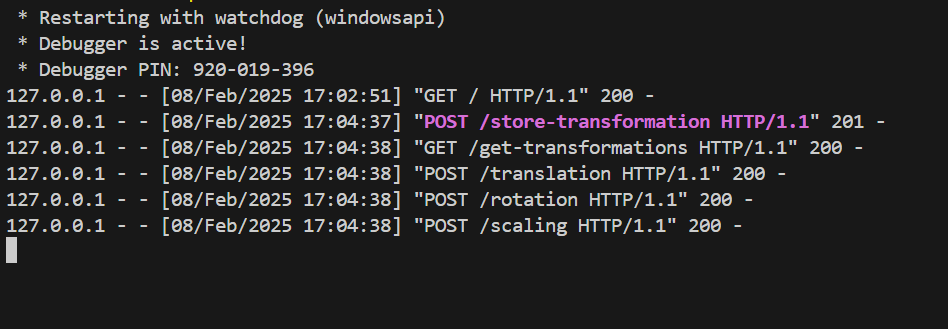 * Restarting with watchdog (windowsapi)
* Debugger is active!
* Debugger PIN: 920-019-396
127.0.0.1 - - [08/Feb/2025 17:02:51] "GET / HTTP/1.1" 200 -
127.0.0.1 - - [08/Feb/2025 17:04:37] "POST /store-transformation HTTP/1.1" 201 -
127.0.0.1 - - [08/Feb/2025 17:04:38] "GET /get-transformations HTTP/1.1" 200 -
127.0.0.1 - - [08/Feb/2025 17:04:38] "POST /translation HTTP/1.1" 200 -
127.0.0.1 - - [08/Feb/2025 17:04:38] "POST /rotation HTTP/1.1" 200 -
127.0.0.1 - - [08/Feb/2025 17:04:38] "POST /scaling HTTP/1.1" 200 -